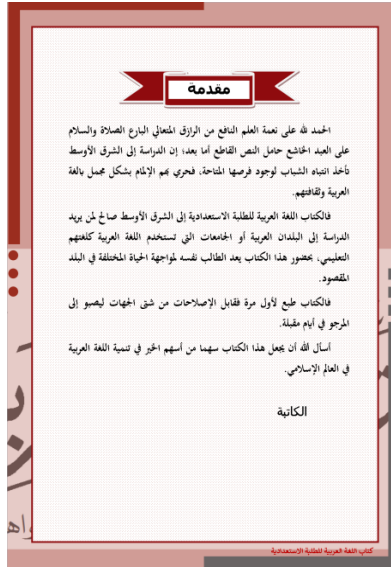 مقدمة
الحمد لله على نعمة العلم النافع من الرازق المتعالي البارع الصلاة والسلام
على العبد الخاشع حامل النص القاطع أما بعد؛ إن الدراسة إلى الشرق الأوسط
تأخذ انتباه الشباب لوجود فرصها المتاحة، فحري بهم الإلمام بشكل مجمل بالغة
العربية وثقافتهم.
فالكتاب اللغة العربية للطلبة الاستعدادية إلى الشرق الأوسط صالح لمن يريد
الدراسة إلى البلدان العربية أو الجامعات التي تستخدم اللغة العربية كلغتهم
التعليمي، بحضور هذا الكتاب يعد الطالب نفسه لمواجهة الحياة المختلفة في البلد
المقصود.
فالكتاب طبع لأول مرة فقابل الإصلاحات من شتى الجهات ليصبو إلى
المرجو في أيام مقبلة.
أسأل الله أن يجعل هذا الكتاب سهما من أسهم الخير في تنمية اللغة العربية
في العالم الإسلامي.
الكاتبة
كتاب اللغة العربية للطلبة الاستعدادية